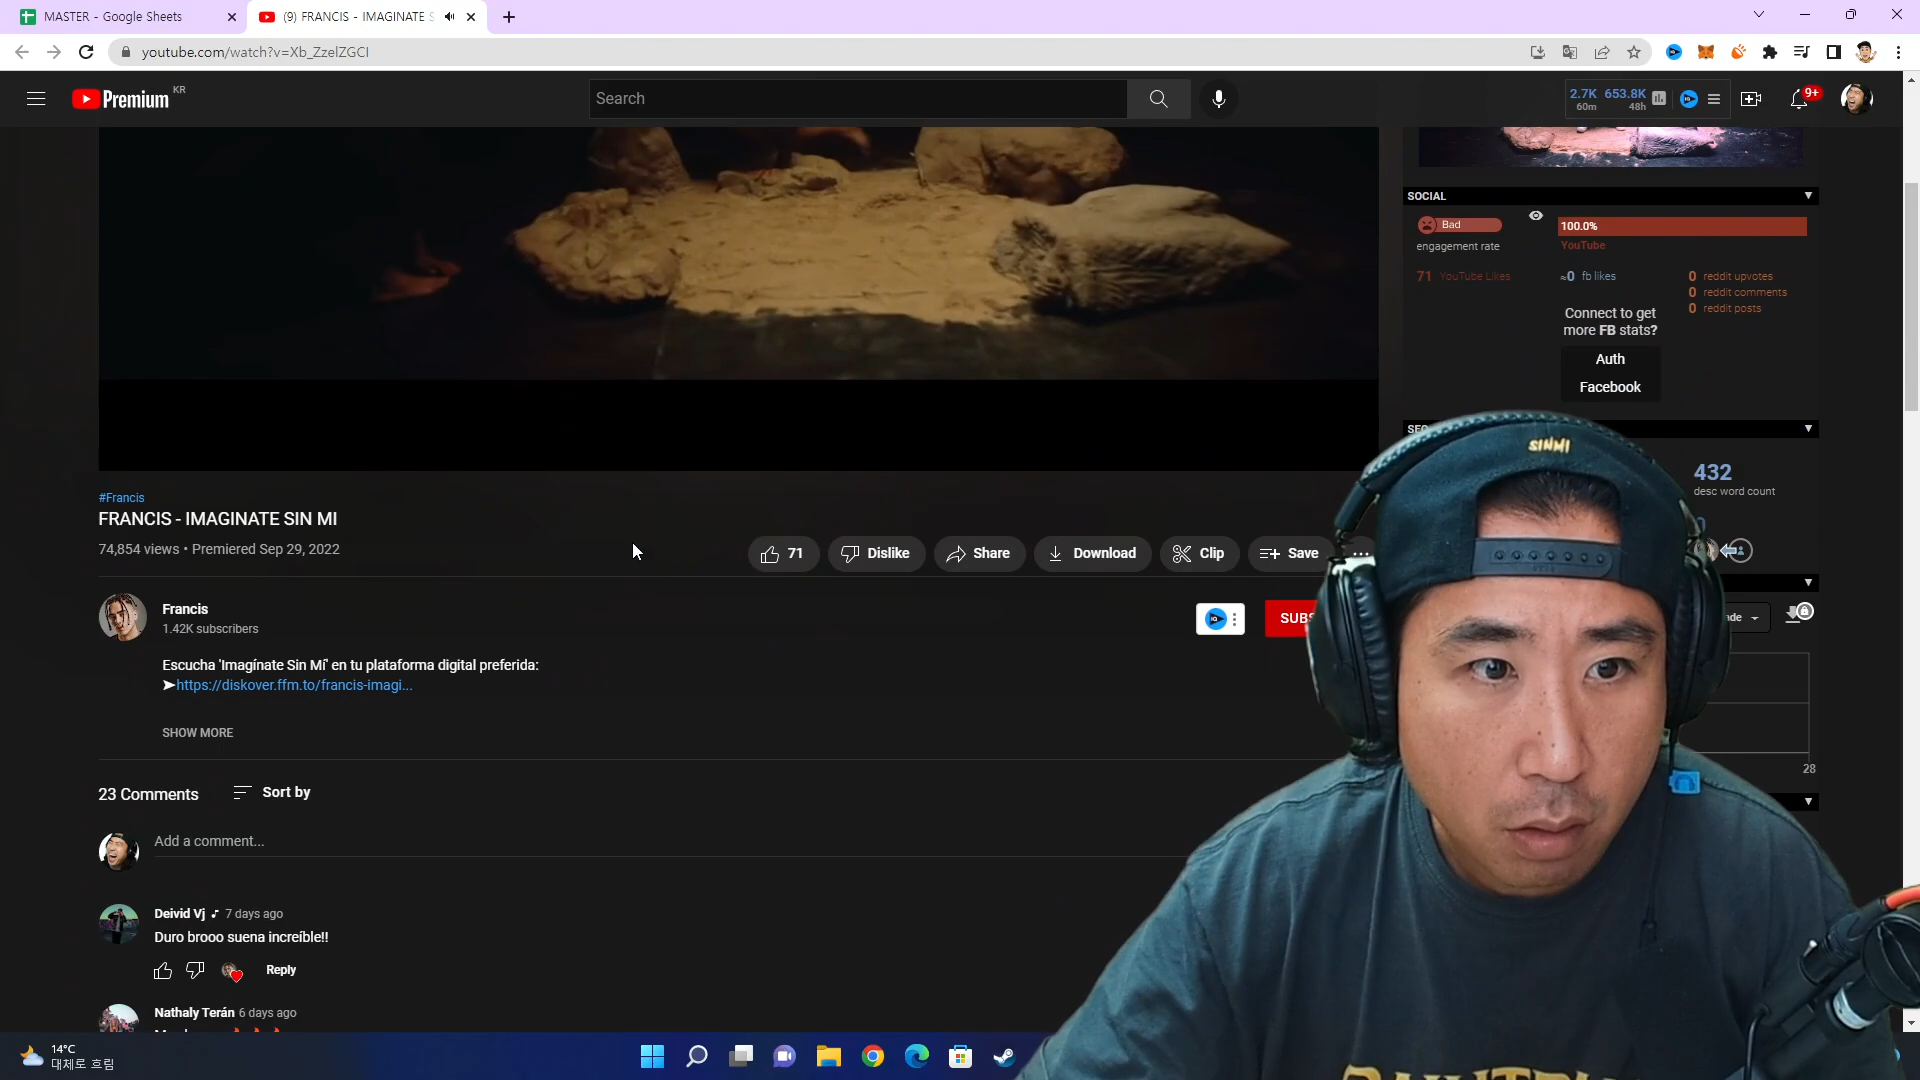 MASTER - Google Sheets
(9) FRANCIS - IMAGINATE S
youtube.com/watch?v=Xb_ZzelZGCI
Premium KR
Search
2.7K 653.8K
60m 48h
9+
SOCIAL
Bad
engagement rate
100.0%
YouTube
71 YouTube Likes
≈0 fb likes
0 reddit upvotes
0 reddit comments
0 reddit posts
Connect to get
more FB stats?
Auth
Facebook
432
desc word count
#Francis
FRANCIS - IMAGINATE SIN MI
74,854 views • Premiered Sep 29, 2022
71
Dislike
Share
Download
Clip
Save
Francis
1.42K subscribers
IQ
SUBS
Escucha 'Imagínate Sin Mí' en tu plataforma digital preferida:
➤https://diskover.ffm.to/francis-imagi...
SHOW MORE
28
23 Comments
Sort by
Add a comment...
Deivid Vj 7 days ago
Duro brooo suena increíble!!
Reply
Nathaly Terán 6 days ago
SINMI
14°C
대체로 흐림